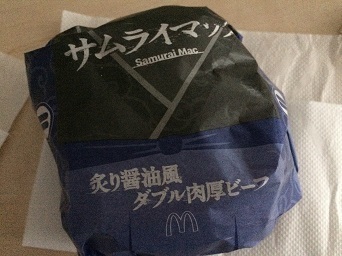 サムライマック
Samurai Mac
炙り醤油風
ダブル肉厚ビーフ